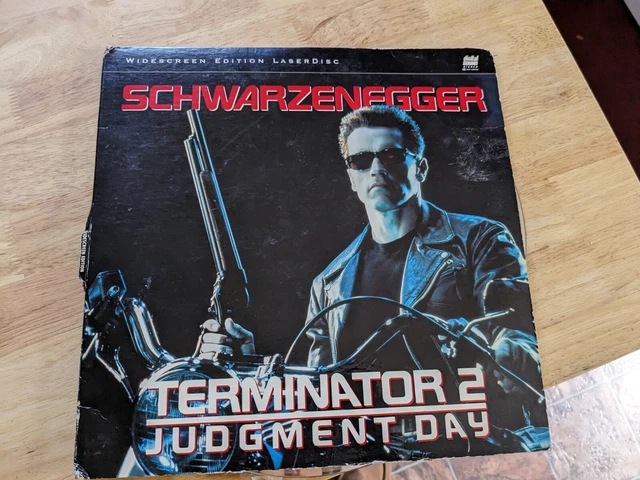 WIDESCREEN EDITION LASERDISC
SCHWARZENEGGER
TERMINATOR 2
JUDGMENT DAY